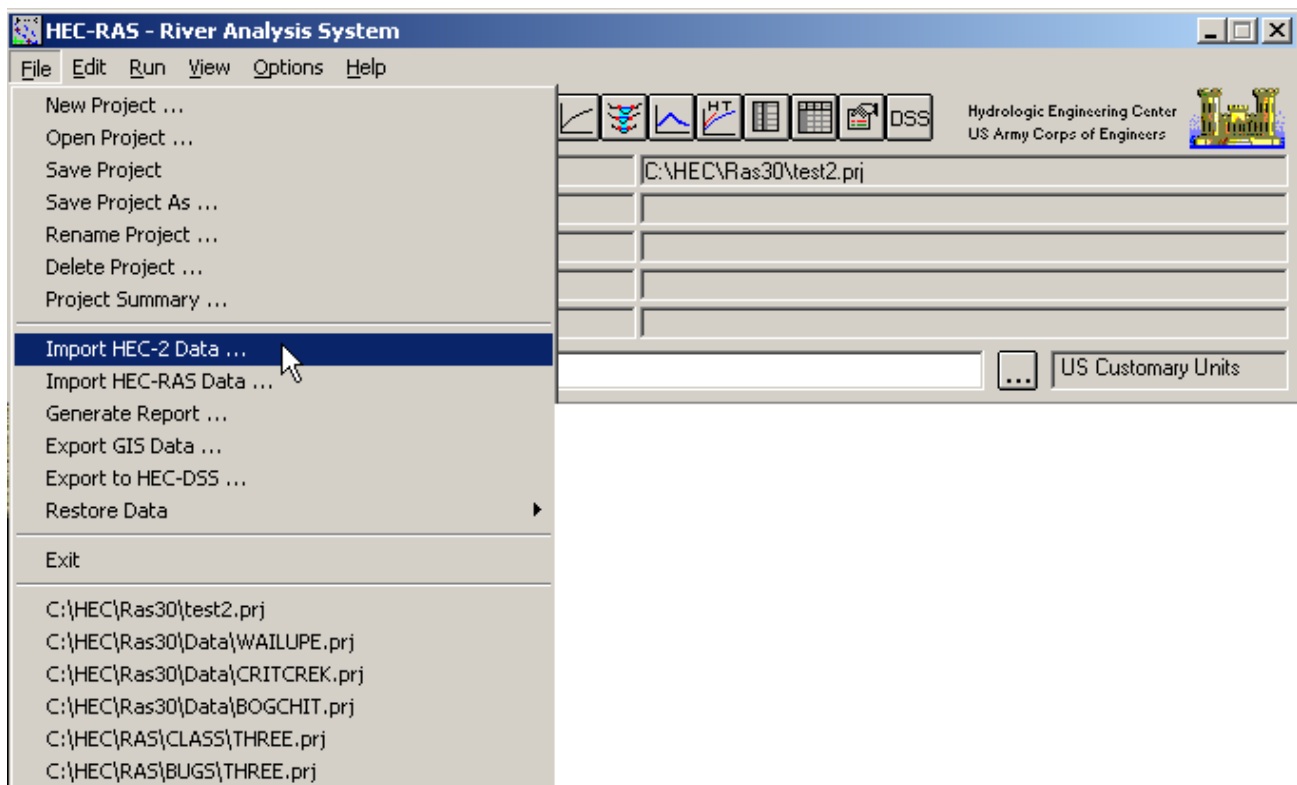 HEC-RAS - River Analysis System
File Edit Run View Options Help
New Project ...
Open Project ...
Save Project
Save Project As ...
Rename Project ...
Delete Project ...
Project Summary ...
Import HEC-2 Data ...
Import HEC-RAS Data ...
Generate Report ...
Export GIS Data ...
Export to HEC-DSS ...
Restore Data
Exit
C:\HEC\Ras30\test2.prj
C:\HEC\Ras30\Data\WAILUPE.prj
C:\HEC\Ras30\Data\CRITCREK.prj
C:\HEC\Ras30\Data\BOGCHIT.prj
C:\HEC\RAS\CLASS\THREE.prj
C:\HEC\RAS\BUGS\THREE.prj
HT
DSS
Hydrologic Engineering Center
US Army Corps of Engineers
C:\HEC\Ras30\test2.prj
...
US Customary Units